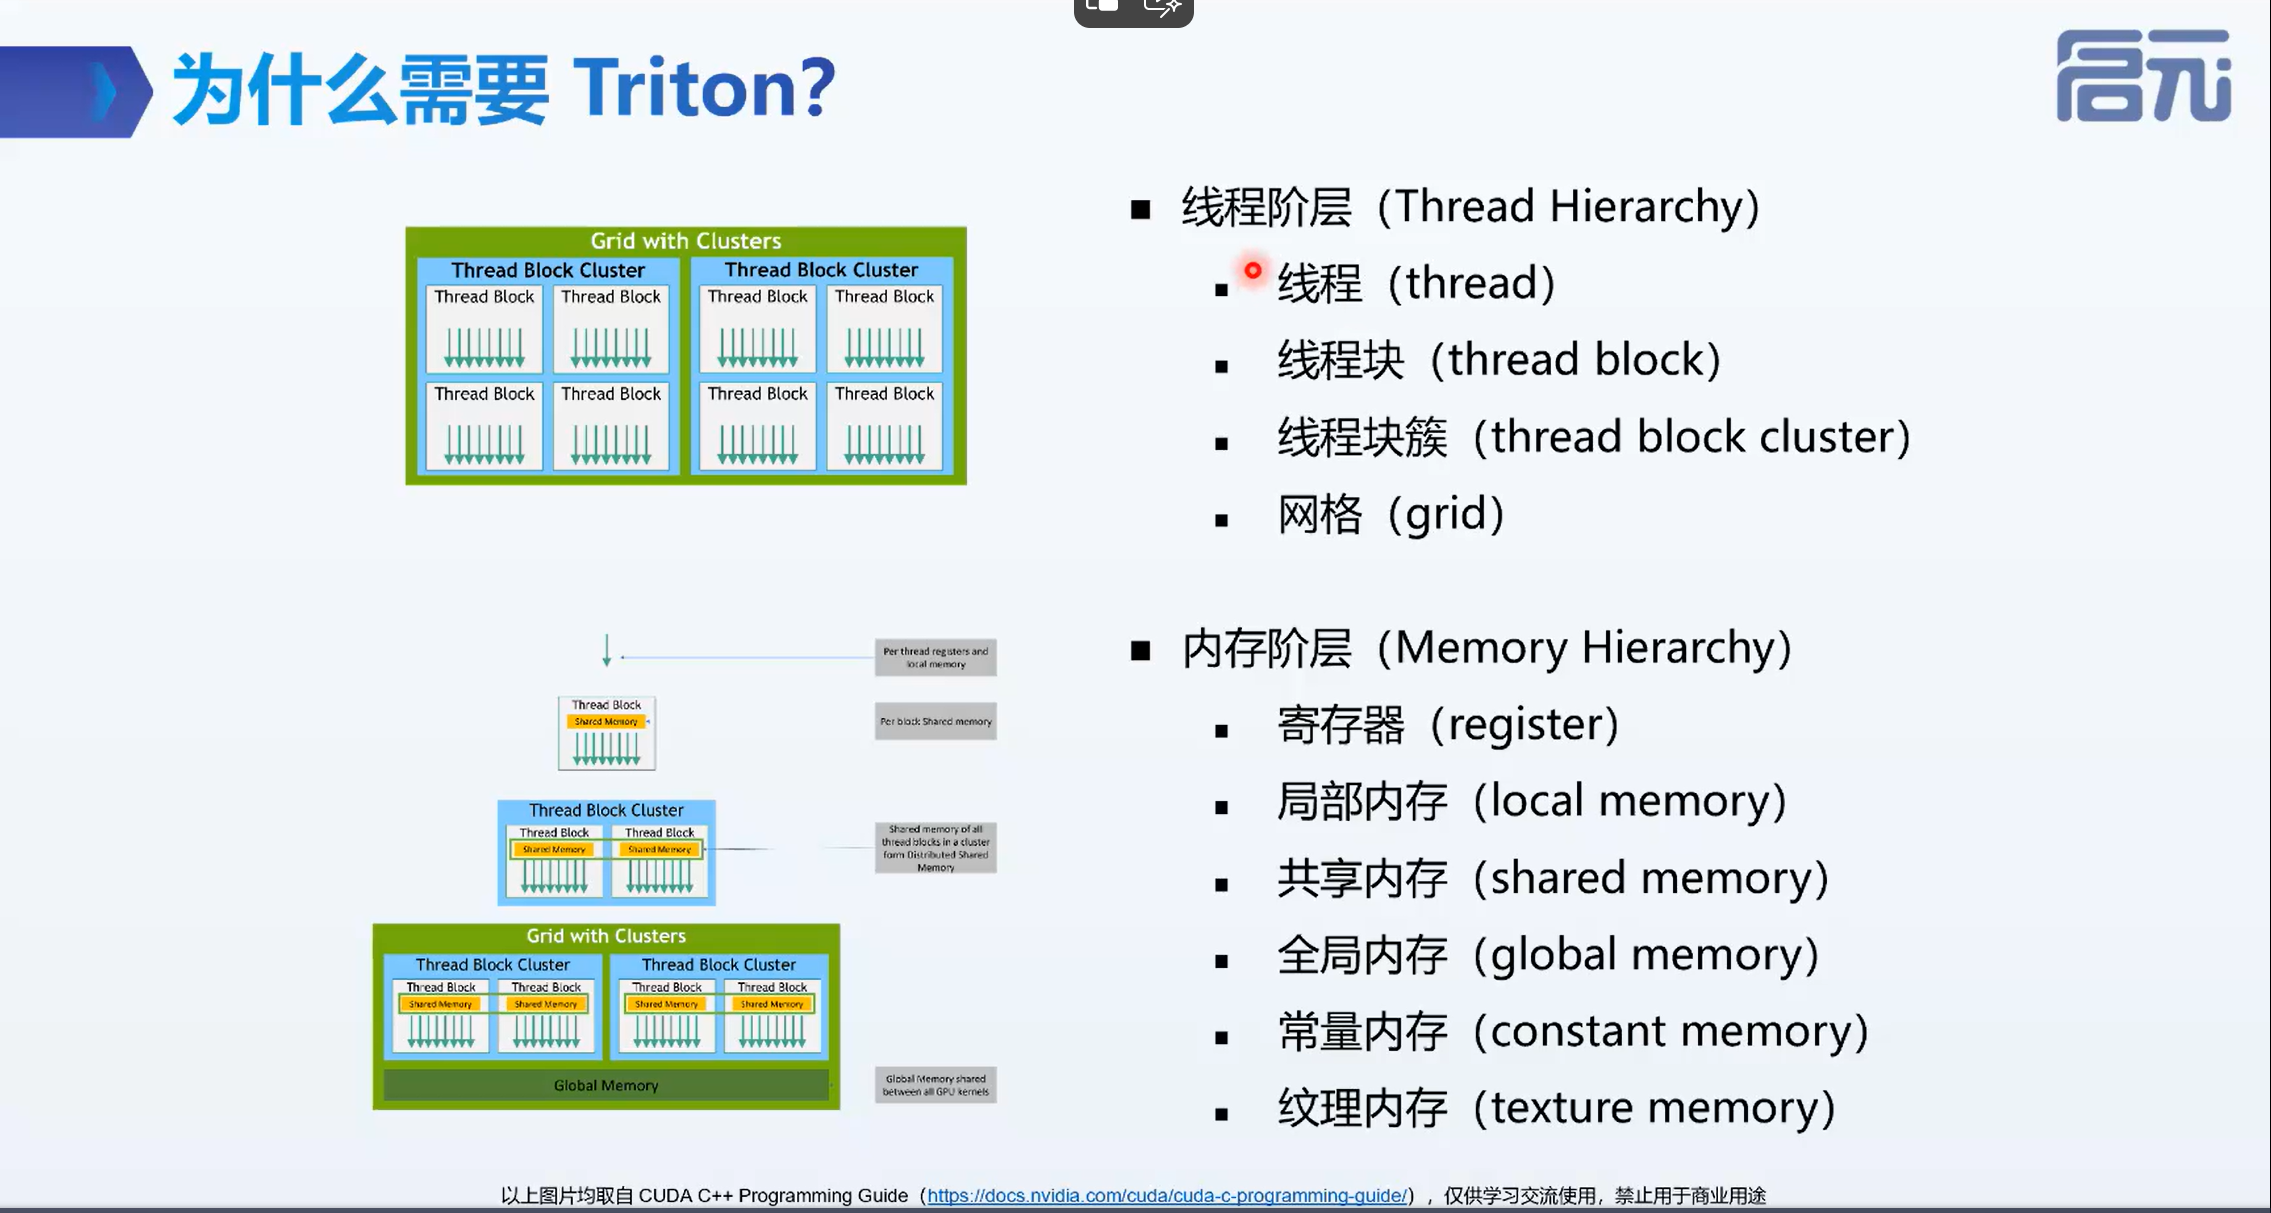 为什么需要 Triton?
启元
Grid with Clusters
Thread Block Cluster
Thread Block Cluster
Thread Block Thread Block Thread Block Thread Block
Thread Block Thread Block Thread Block Thread Block
Per thread registers and
local memory
Thread Block
Shared Memory
Per block Shared memory
Thread Block Cluster
Thread Block Thread Block
Shared Memory Shared Memory
Shared memory of all
thread blocks in a cluster
form Distributed Shared
Memory
Grid with Clusters
Thread Block Cluster Thread Block Cluster
Thread Block Thread Block Thread Block Thread Block
Shared Memory Shared Memory Shared Memory Shared Memory
Global Memory
Global Memory shared
between all GPU kernels
■ 线程阶层（Thread Hierarchy）
▪ 线程（thread）
▪ 线程块（thread block）
▪ 线程块簇（thread block cluster）
▪ 网格（grid）
■ 内存阶层（Memory Hierarchy）
▪ 寄存器（register）
▪ 局部内存（local memory）
▪ 共享内存（shared memory）
▪ 全局内存（global memory）
▪ 常量内存（constant memory）
▪ 纹理内存（texture memory）
以上图片均取自 CUDA C++ Programming Guide（https://docs.nvidia.com/cuda/cuda-c-programming-guide/），仅供学习交流使用，禁止用于商业用途